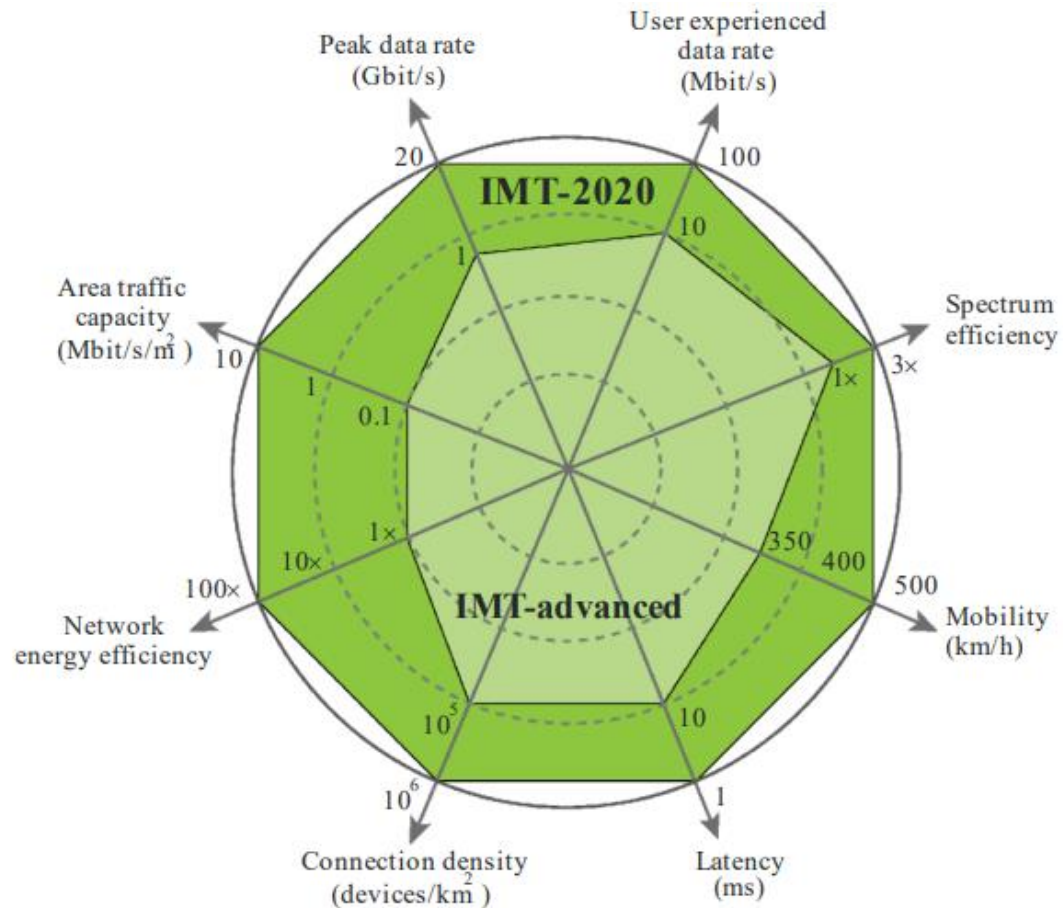 User experienced
data rate
(Mbit/s)
Peak data rate
(Gbit/s)
20
100
IMT-2020
10
1
Area traffic
capacity
(Mbit/s/m²)
Spectrum
efficiency
10
1
0.1
1×
3×
1×
10×
100×
350
400
500
Network
energy efficiency
IMT-advanced
Mobility
(km/h)
10⁵
10
10⁶
1
Connection density
(devices/km²)
Latency
(ms)